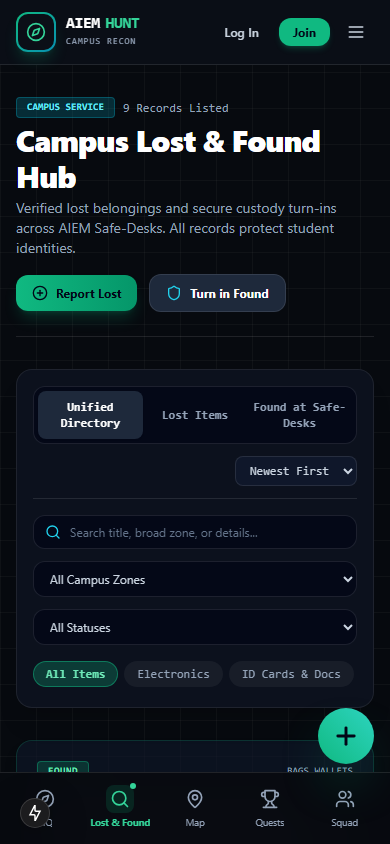 AIEM HUNT
CAMPUS RECON
Log In
Join
CAMPUS SERVICE
9 Records Listed
Campus Lost & Found
Hub
Verified lost belongings and secure custody turn-ins
across AIEM Safe-Desks. All records protect student
identities.
Report Lost
Turn in Found
Unified
Directory
Lost Items
Found at Safe-
Desks
Newest First
Search title, broad zone, or details...
All Campus Zones
All Statuses
All Items
Electronics
ID Cards & Docs
FOUND
BAGS WALLETS
Lost & Found
Map
Quests
Squad